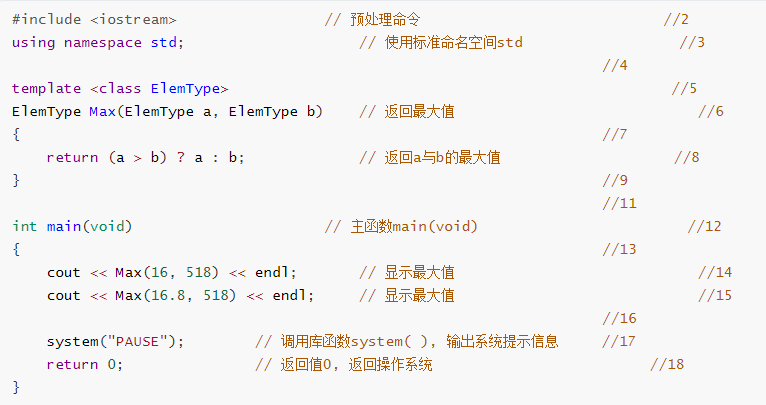 #include <iostream> // 预处理命令 //2
using namespace std; // 使用标准命名空间std //3
//4
template <class ElemType> //5
ElemType Max(ElemType a, ElemType b) // 返回最大值 //6
{ //7
return (a > b) ? a : b; // 返回a与b的最大值 //8
} //9
//11
int main(void) // 主函数main(void) //12
{ //13
cout << Max(16, 518) << endl; // 显示最大值 //14
cout << Max(16.8, 518) << endl; // 显示最大值 //15
//16
system("PAUSE"); // 调用库函数system( ), 输出系统提示信息 //17
return 0; // 返回值0, 返回操作系统 //18
}